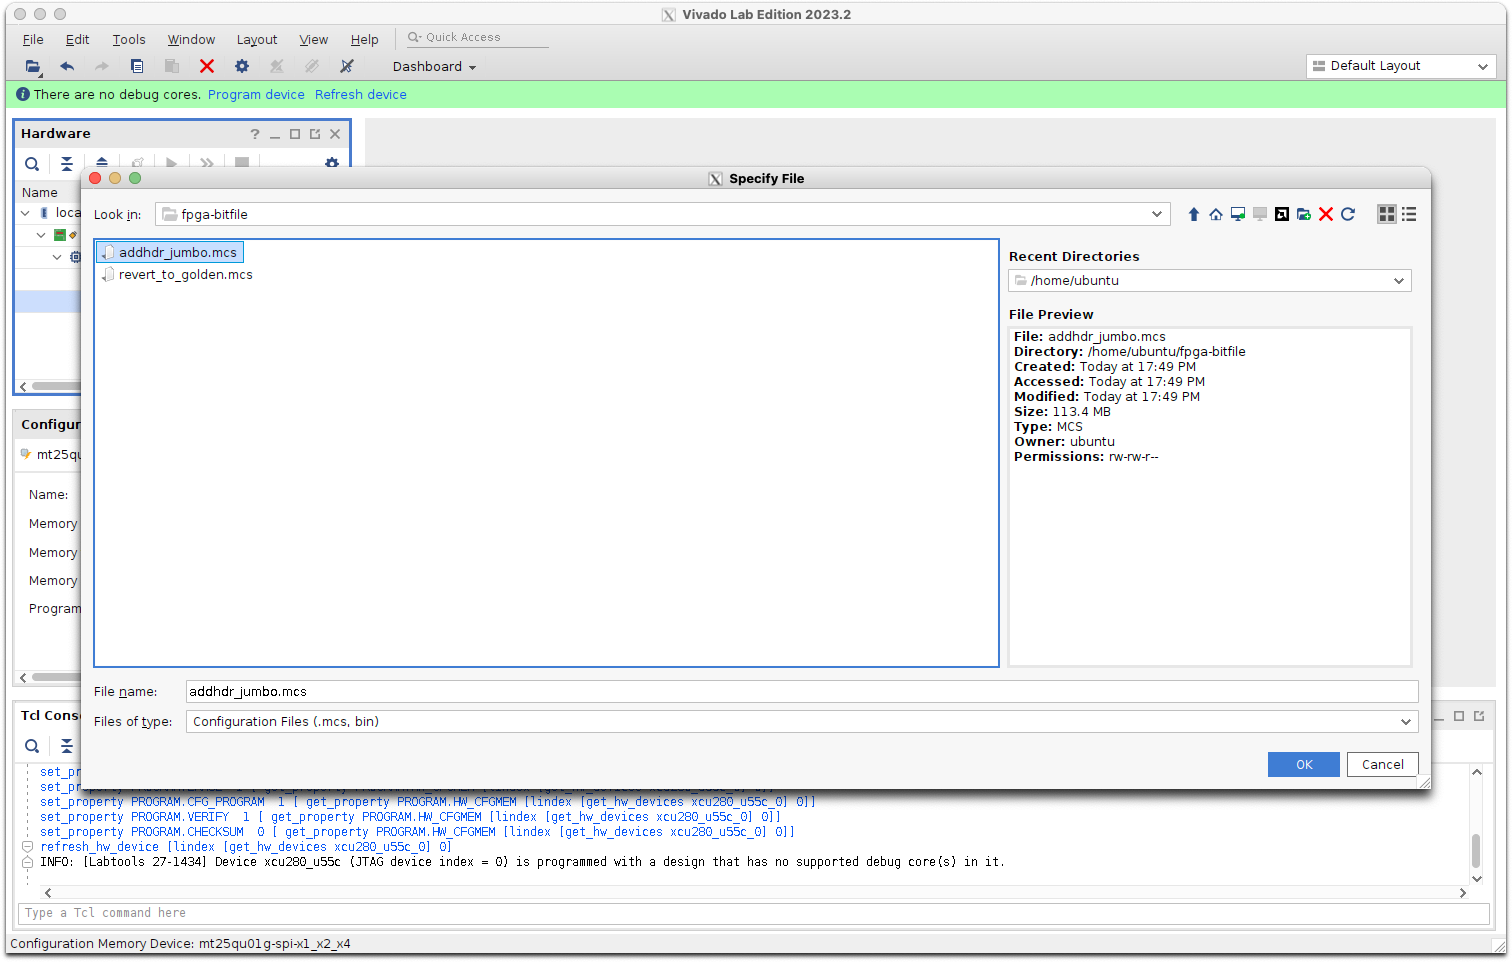 Vivado Lab Edition 2023.2
File Edit Tools Window Layout View Help Quick Access
Dashboard Default Layout
There are no debug cores. Program device Refresh device
Hardware
Name
loca
Specify File
Look in: fpga-bitfile
addhdr_jumbo.mcs
revert_to_golden.mcs
Recent Directories
/home/ubuntu
File Preview
File: addhdr_jumbo.mcs
Directory: /home/ubuntu/fpga-bitfile
Created: Today at 17:49 PM
Accessed: Today at 17:49 PM
Modified: Today at 17:49 PM
Size: 113.4 MB
Type: MCS
Owner: ubuntu
Permissions: rw-rw-r--
File name: addhdr_jumbo.mcs
Files of type: Configuration Files (.mcs, bin)
OK Cancel
Configur
mt25qu
Name:
Memory
Memory
Memory
Program
Tcl Conso
set_pr
set_property
set_property PROGRAM.CFG_PROGRAM 1 [ get_property PROGRAM.HW_CFGMEM [lindex [get_hw_devices xcu280_u55c_0] 0]]
set_property PROGRAM.VERIFY 1 [ get_property PROGRAM.HW_CFGMEM [lindex [get_hw_devices xcu280_u55c_0] 0]]
set_property PROGRAM.CHECKSUM 0 [ get_property PROGRAM.HW_CFGMEM [lindex [get_hw_devices xcu280_u55c_0] 0]]
refresh_hw_device [lindex [get_hw_devices xcu280_u55c_0] 0]
INFO: [Labtools 27-1434] Device xcu280_u55c (JTAG device index = 0) is programmed with a design that has no supported debug core(s) in it.
Type a Tcl command here
Configuration Memory Device: mt25qu01g-spi-x1_x2_x4